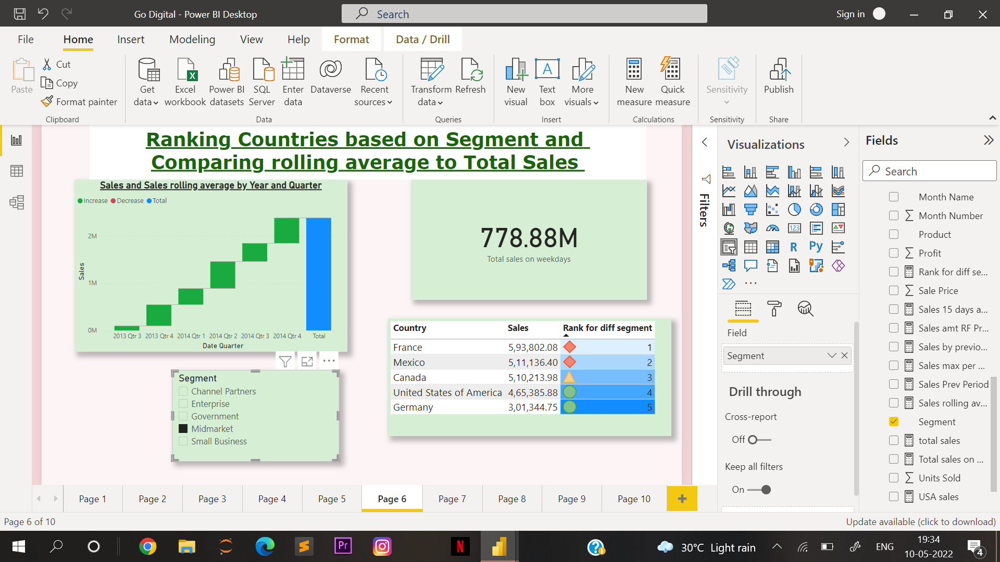 Go Digital - Power BI Desktop
Search
Sign in
File
Home
Insert
Modeling
View
Help
Format
Data / Drill
Paste
Cut
Copy
Format painter
Clipboard
Get data
Excel workbook
Power BI datasets
SQL Server
Enter data
Dataverse
Recent sources
Data
Transform data
Refresh
Queries
New visual
Text box
More visuals
Insert
New measure
Quick measure
Calculations
Sensitivity
Sensitivity
Publish
Share
Ranking Countries based on Segment and
Comparing rolling average to Total Sales
Sales and Sales rolling average by Year and Quarter
Increase Decrease Total
2M
1M
0M
Sales
2013 Qtr 3 2013 Qtr 4 2014 Qtr 1 2014 Qtr 2 2014 Qtr 3 2014 Qtr 4 Total
Date Quarter
778.88M
Total sales on weekdays
Segment
Channel Partners
Enterprise
Government
Midmarket
Small Business
Country Sales Rank for diff segment
France 5,93,802.08 1
Mexico 5,11,136.40 2
Canada 5,10,213.98 3
United States of America 4,65,385.88 4
Germany 3,01,344.75 5
Filters
Visualizations
123
R
Py
Field
Segment
Drill through
Cross-report
Off
Keep all filters
On
Fields
Search
Month Name
Month Number
Product
Profit
Rank for diff se...
Sale Price
Sales 15 days a...
Sales amt RF Pr...
Sales by previo...
Sales max per ...
Sales Prev Period
Sales rolling av...
Segment
total sales
Total sales on ...
Units Sold
USA sales
Page 1
Page 2
Page 3
Page 4
Page 5
Page 6
Page 7
Page 8
Page 9
Page 10
Page 6 of 10
Update available (click to download)
Pr
N
30°C Light rain
ENG
19:34
10-05-2022
4